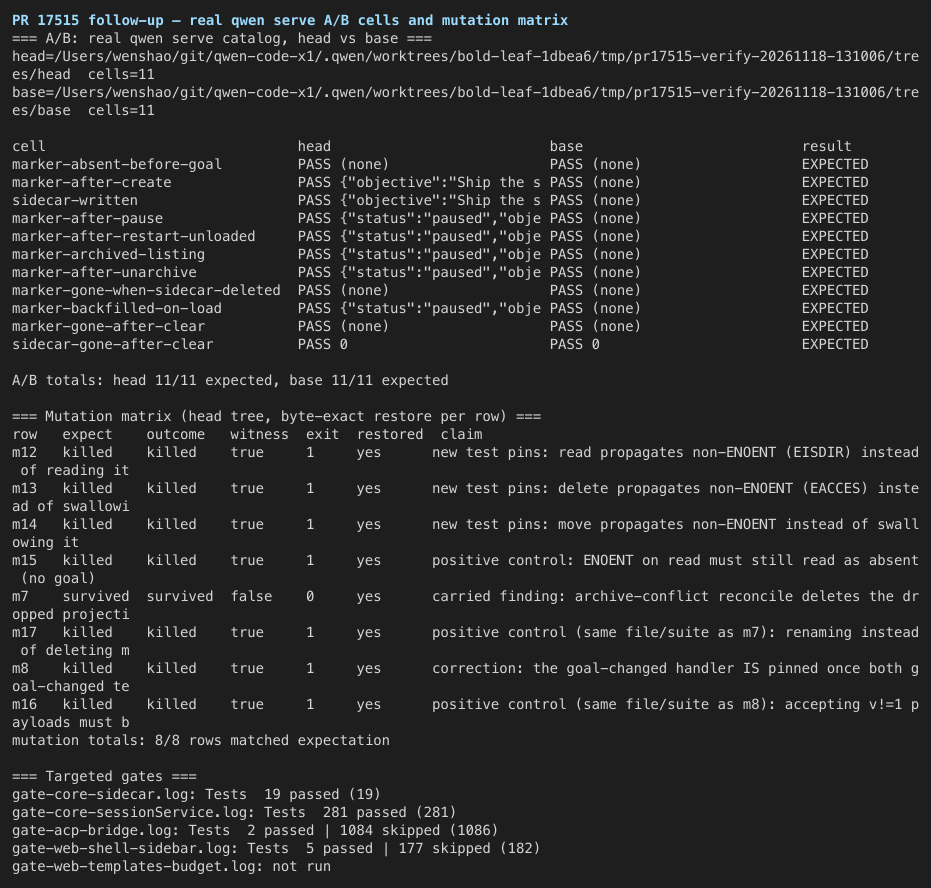 PR 17515 follow-up — real qwen serve A/B cells and mutation matrix
=== A/B: real qwen serve catalog, head vs base ===
head=/Users/wenshao/git/qwen-code-x1/.qwen/worktrees/bold-leaf-1dbea6/tmp/pr17515-verify-20261118-131006/tre
es/head  cells=11
base=/Users/wenshao/git/qwen-code-x1/.qwen/worktrees/bold-leaf-1dbea6/tmp/pr17515-verify-20261118-131006/tre
es/base  cells=11
cell                              head                          base                          result
marker-absent-before-goal         PASS (none)                   PASS (none)                   EXPECTED
marker-after-create               PASS {"objective":"Ship the s PASS (none)                   EXPECTED
sidecar-written                   PASS {"objective":"Ship the s PASS (none)                   EXPECTED
marker-after-pause                PASS {"status":"paused","obje PASS (none)                   EXPECTED
marker-after-restart-unloaded     PASS {"status":"paused","obje PASS (none)                   EXPECTED
marker-archived-listing           PASS {"status":"paused","obje PASS (none)                   EXPECTED
marker-after-unarchive            PASS {"status":"paused","obje PASS (none)                   EXPECTED
marker-gone-when-sidecar-deleted  PASS (none)                   PASS (none)                   EXPECTED
marker-backfilled-on-load         PASS {"status":"paused","obje PASS (none)                   EXPECTED
marker-gone-after-clear           PASS (none)                   PASS (none)                   EXPECTED
sidecar-gone-after-clear          PASS 0                        PASS 0                        EXPECTED
A/B totals: head 11/11 expected, base 11/11 expected
=== Mutation matrix (head tree, byte-exact restore per row) ===
row   expect    outcome   witness  exit  restored  claim
m12   killed    killed    true     1     yes      new test pins: read propagates non-ENOENT (EISDIR) instead
 of reading it
m13   killed    killed    true     1     yes      new test pins: delete propagates non-ENOENT (EACCES) inste
ad of swallowi
m14   killed    killed    true     1     yes      new test pins: move propagates non-ENOENT instead of swall
owing it
m15   killed    killed    true     1     yes      positive control: ENOENT on read must still read as absent
 (no goal)
m7    survived  survived  false    0     yes      carried finding: archive-conflict reconcile deletes the dr
opped projecti
m17   killed    killed    true     1     yes      positive control (same file/suite as m7): renaming instead
 of deleting m
m8    killed    killed    true     1     yes      correction: the goal-changed handler IS pinned once both g
oal-changed te
m16   killed    killed    true     1     yes      positive control (same file/suite as m8): accepting v!=1 p
ayloads must b
mutation totals: 8/8 rows matched expectation
=== Targeted gates ===
gate-core-sidecar.log: Tests  19 passed (19)
gate-core-sessionService.log: Tests  281 passed (281)
gate-acp-bridge.log: Tests  2 passed | 1084 skipped (1086)
gate-web-shell-sidebar.log: Tests  5 passed | 177 skipped (182)
gate-web-templates-budget.log: not run